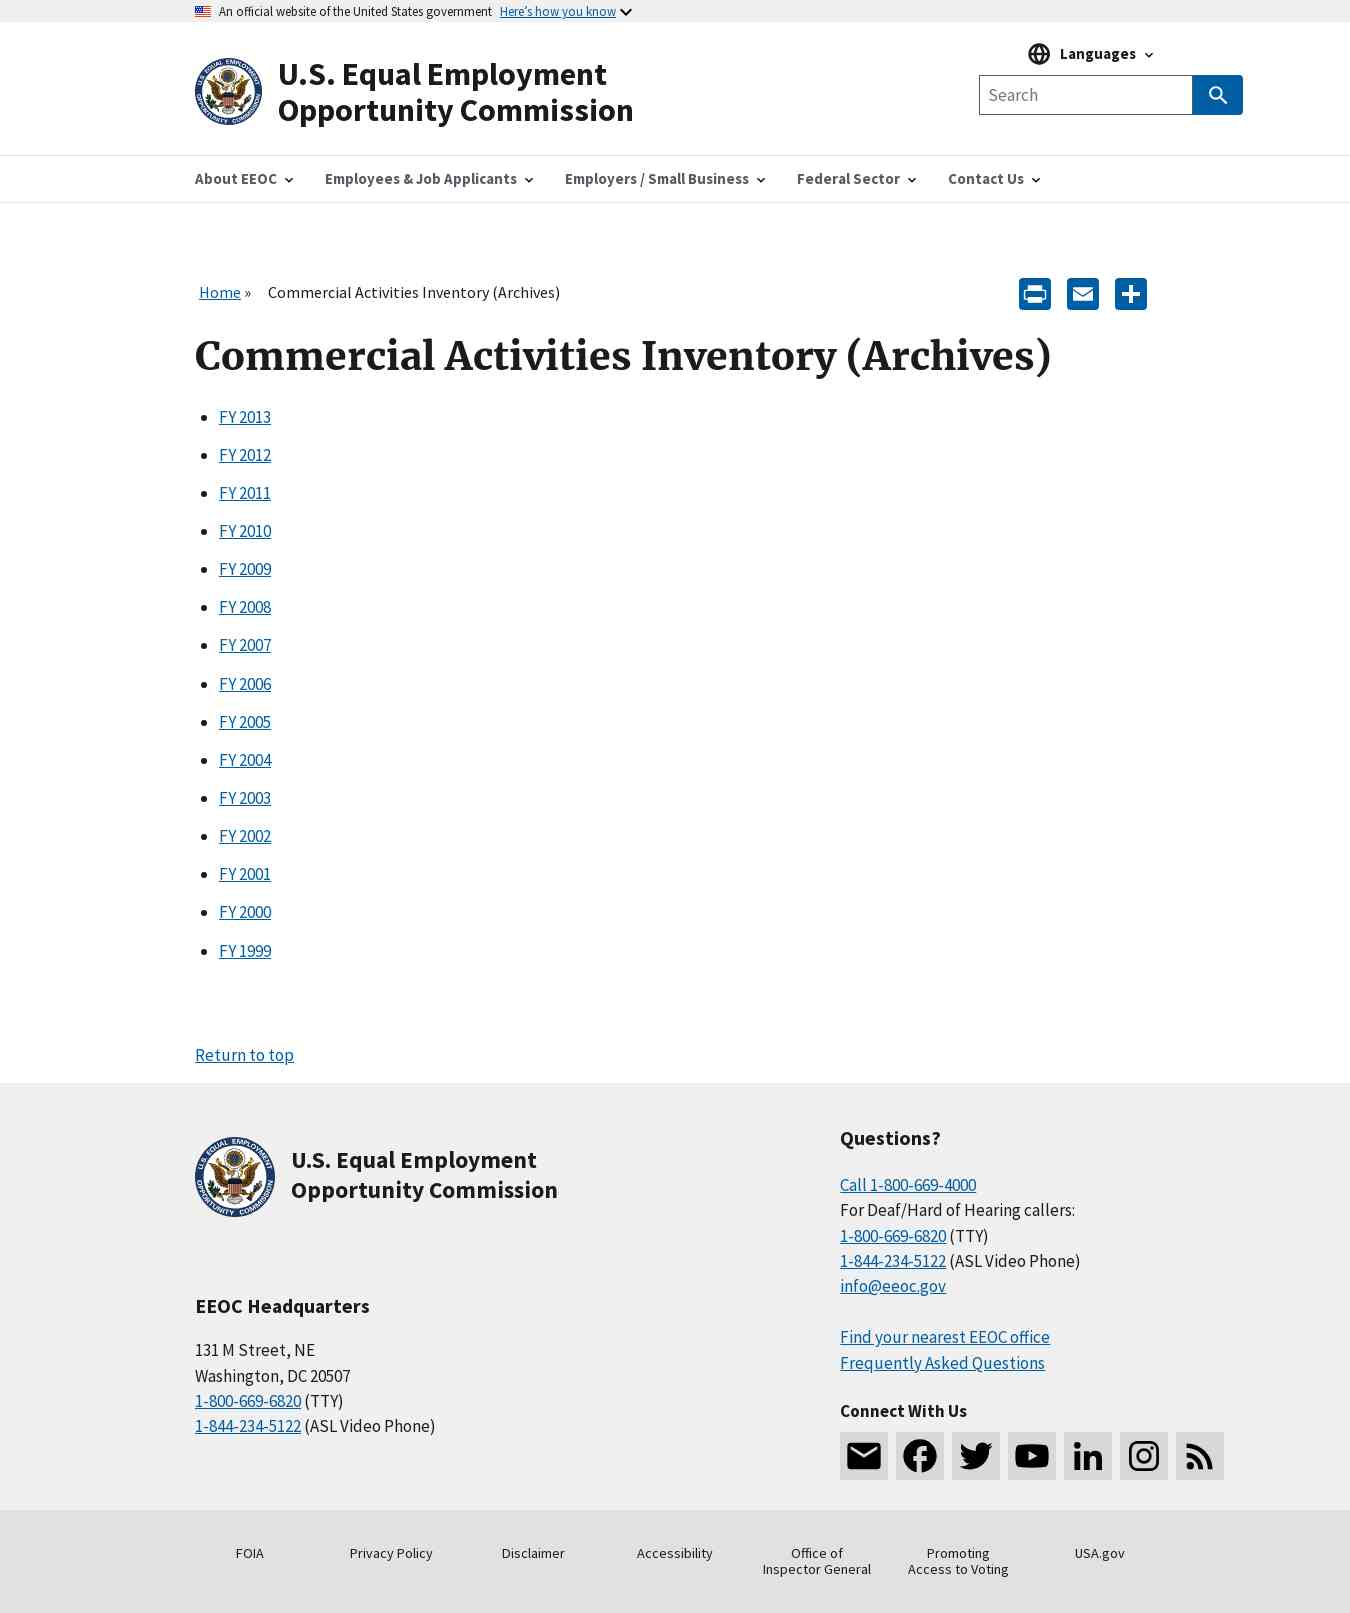 An official website of the United States government Here’s how you know
U.S. Equal Employment
Opportunity Commission
Languages
Search
About EEOC
Employees & Job Applicants
Employers / Small Business
Federal Sector
Contact Us
Home » Commercial Activities Inventory (Archives)
Commercial Activities Inventory (Archives)
FY 2013
FY 2012
FY 2011
FY 2010
FY 2009
FY 2008
FY 2007
FY 2006
FY 2005
FY 2004
FY 2003
FY 2002
FY 2001
FY 2000
FY 1999
Return to top
U.S. EQUAL EMPLOYMENT OPPORTUNITY COMMISSION
U.S. Equal Employment
Opportunity Commission
EEOC Headquarters
131 M Street, NE
Washington, DC 20507
1-800-669-6820 (TTY)
1-844-234-5122 (ASL Video Phone)
Questions?
Call 1-800-669-4000
For Deaf/Hard of Hearing callers:
1-800-669-6820 (TTY)
1-844-234-5122 (ASL Video Phone)
info@eeoc.gov
Find your nearest EEOC office
Frequently Asked Questions
Connect With Us
FOIA
Privacy Policy
Disclaimer
Accessibility
Office of
Inspector General
Promoting
Access to Voting
USA.gov